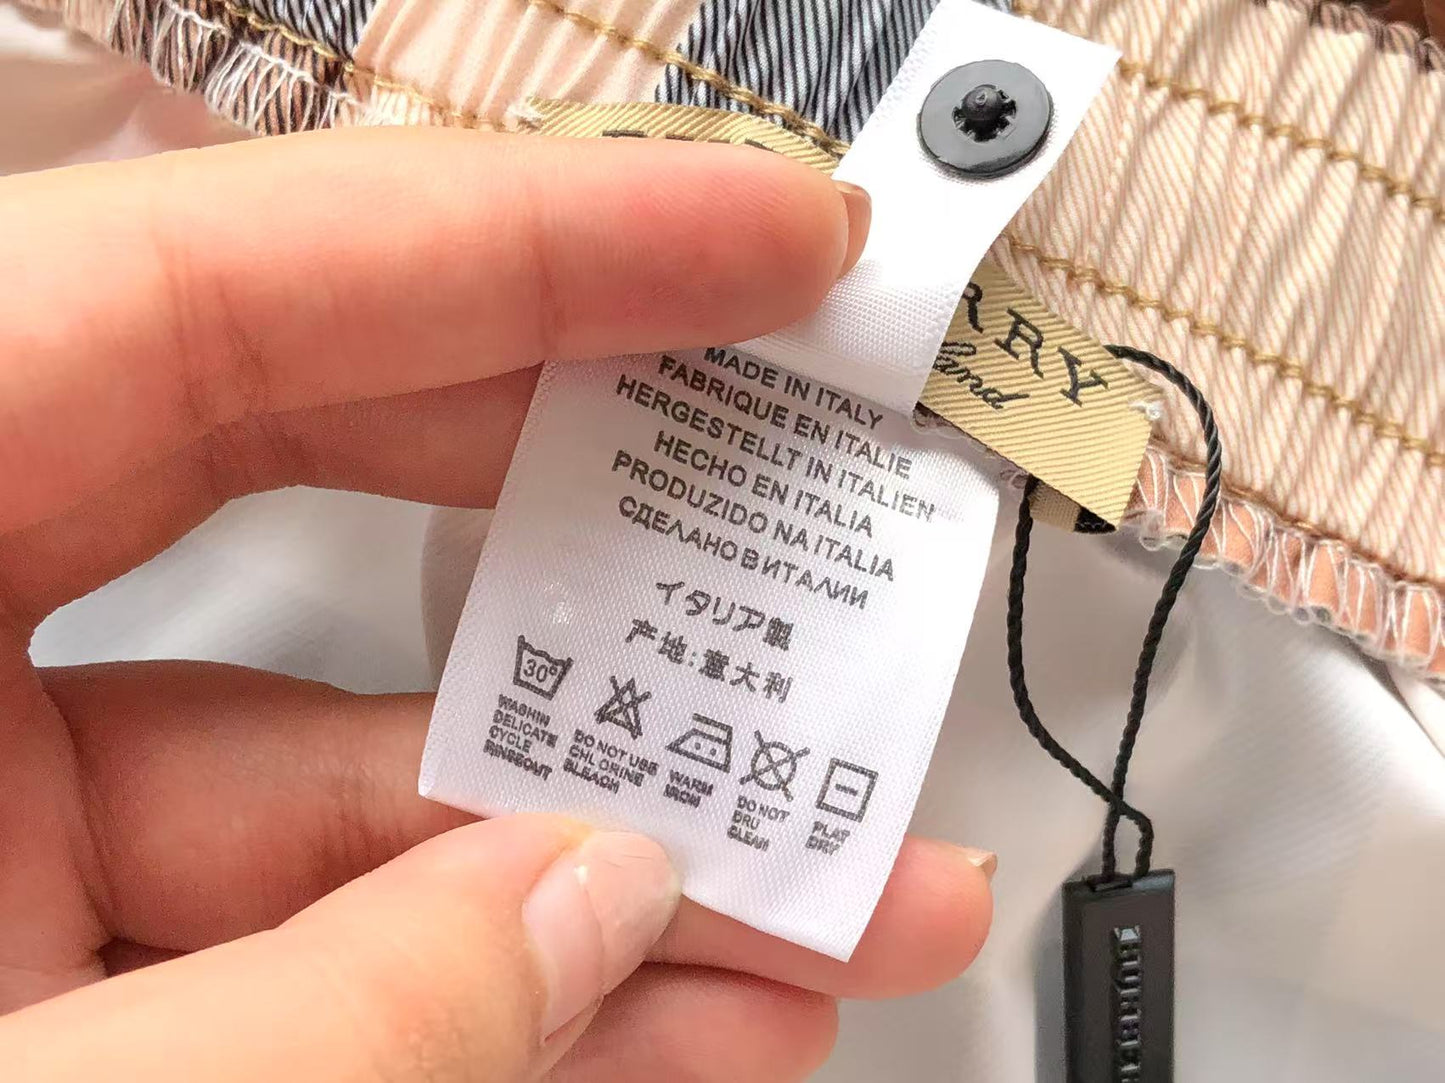 RRY
land
MADE IN ITALY
FABRIQUE EN ITALIE
HERGESTELLT IN ITALIEN
HECHO EN ITALIA
PRODUZIDO NA ITALIA
СДЕЛАНО В ИТАЛИИ
イタリア製
产地:意大利
30°
WASHIN
DELICATE
CYCLE
RINSEOUT
DO NOT USE
CHLORINE
BLEACH
WARM
IRON
DO NOT
DRU
CLEAN
FLAT
DRY